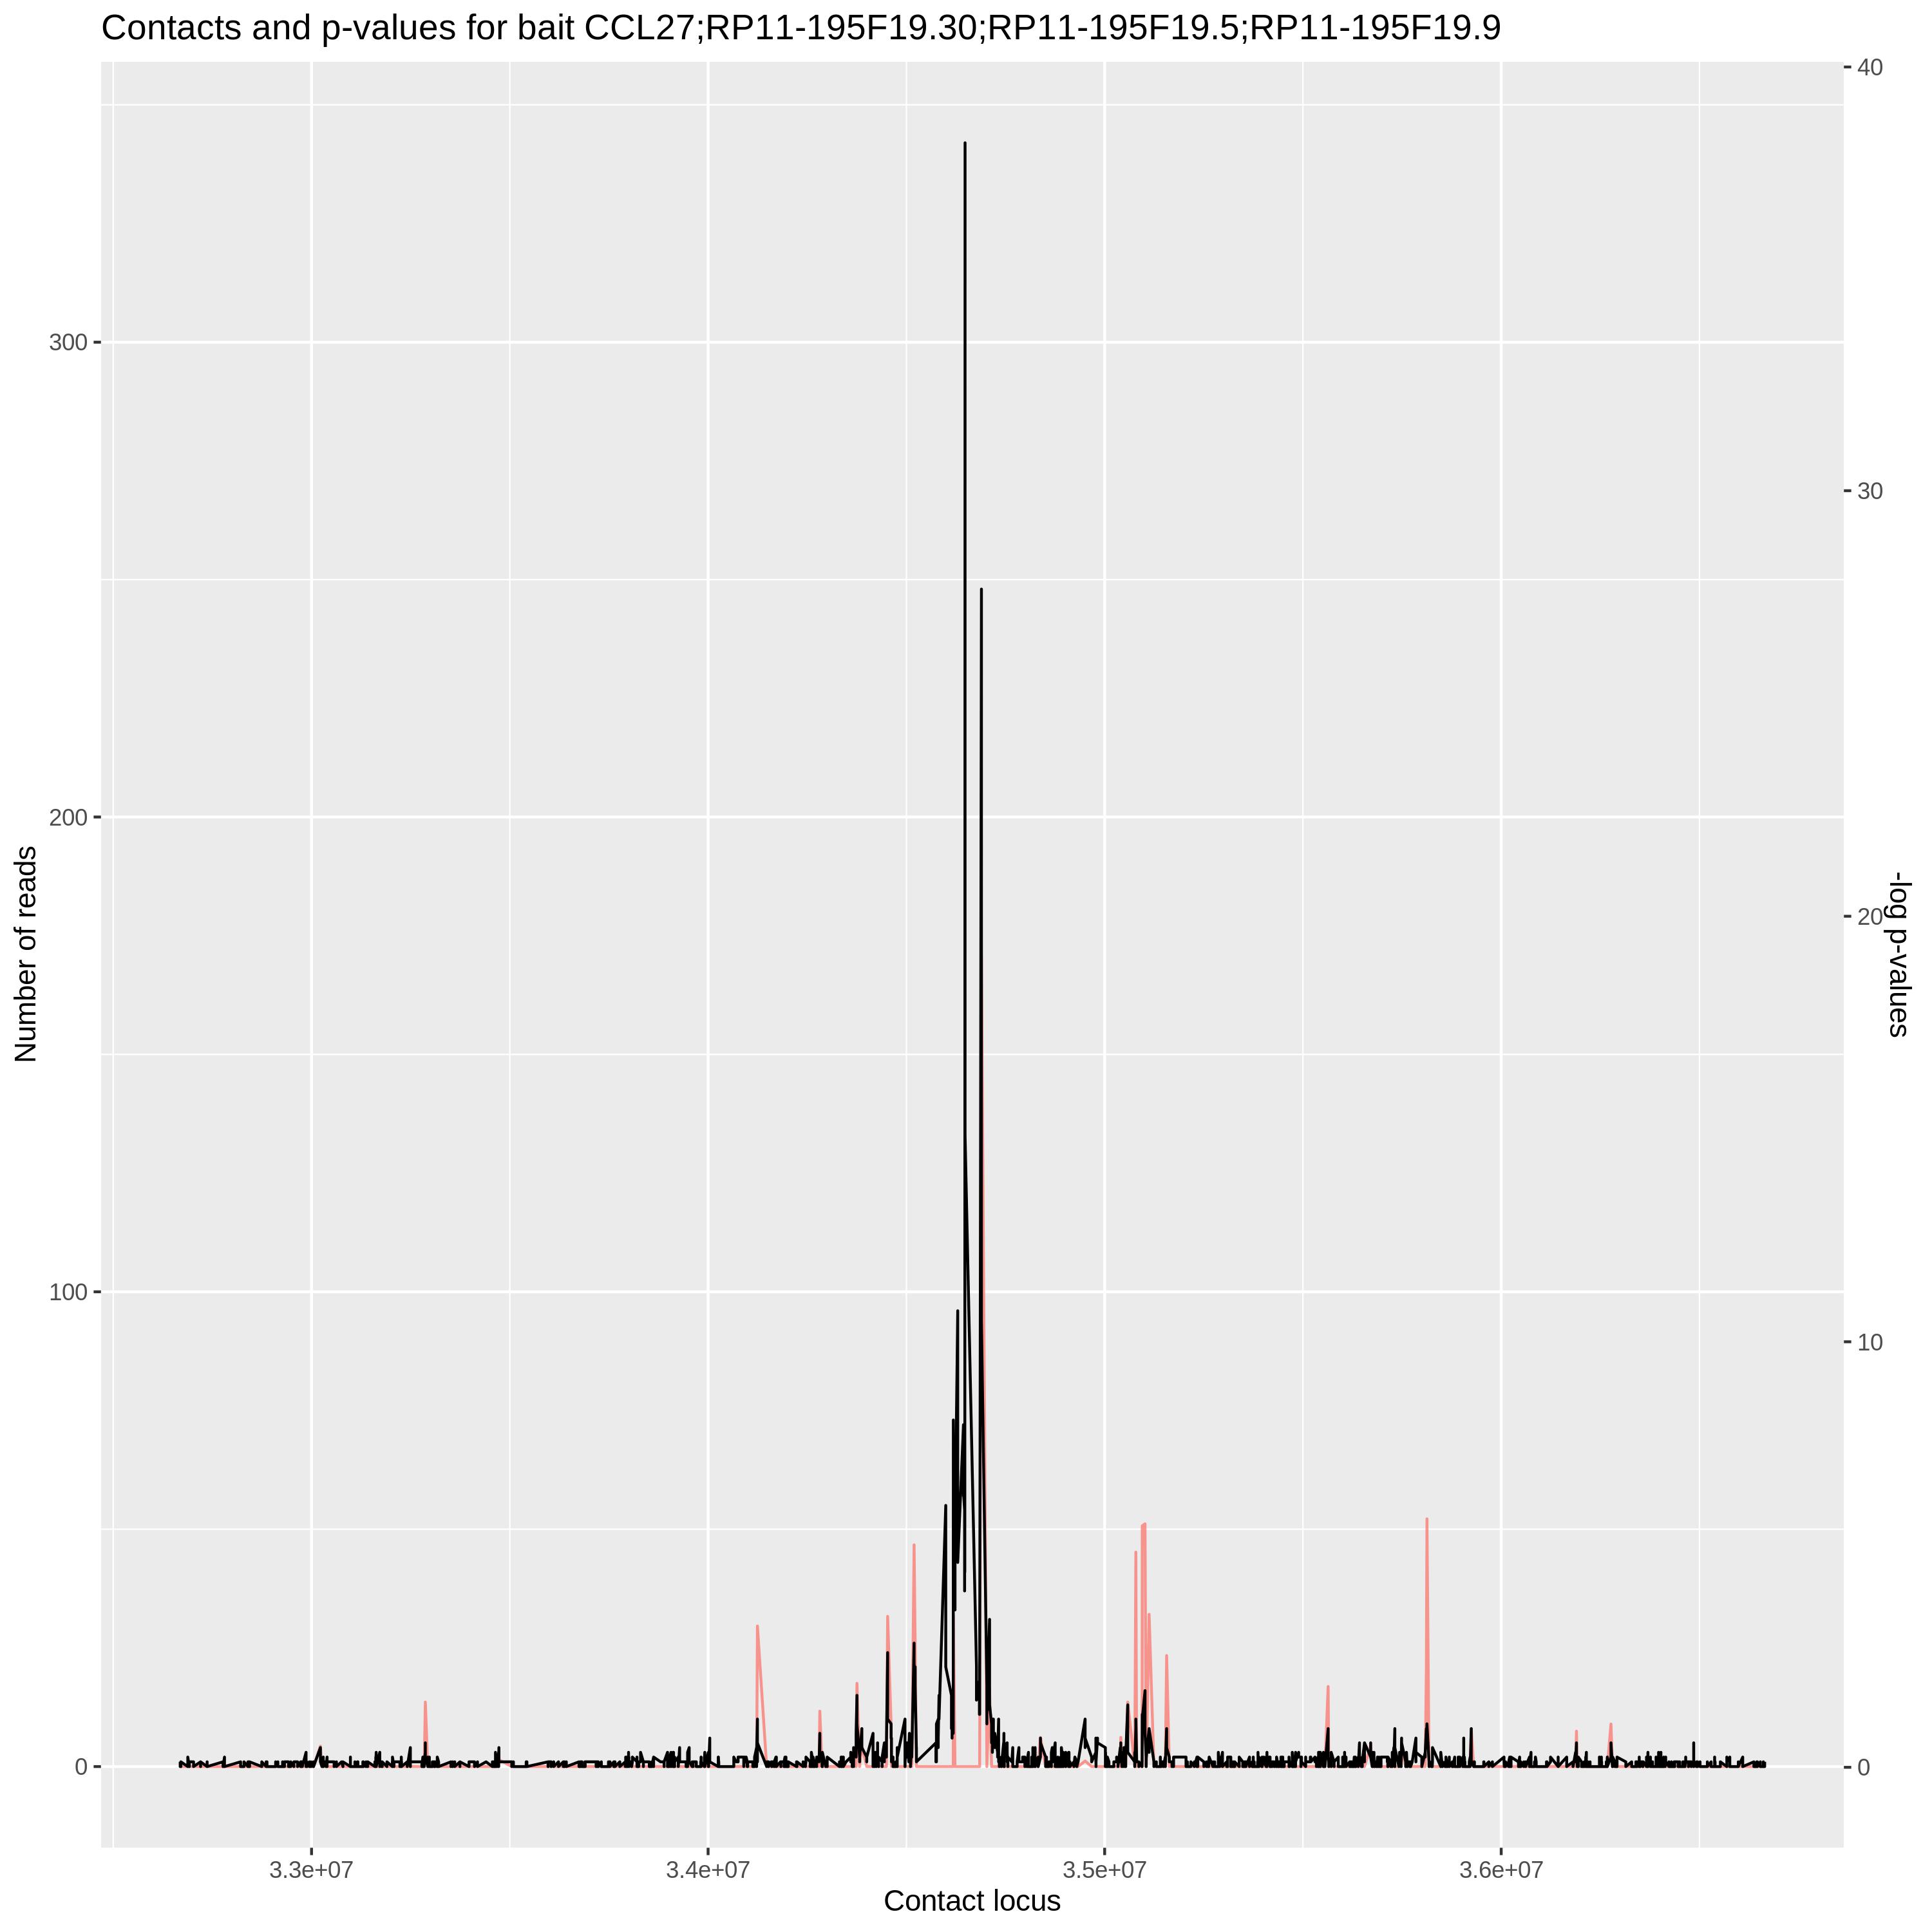 Contacts and p-values for bait CCL27;RP11-195F19.30;RP11-195F19.5;RP11-195F19.9
40
300
30
200
20
100
10
0
0
Number of reads
-log p-values
3.3e+07
3.4e+07
3.5e+07
3.6e+07
Contact locus